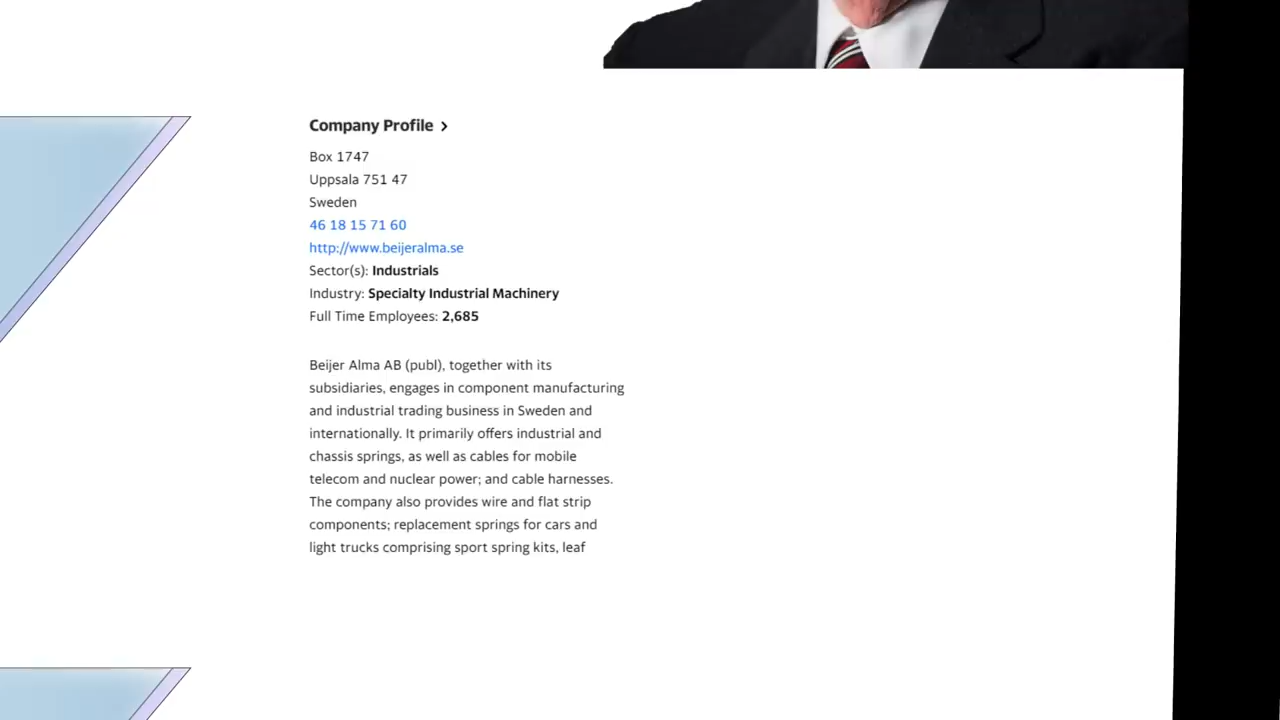 Company Profile
Box 1747
Uppsala 751 47
Sweden
46 18 15 71 60
http://www.beijeralma.se
Sector(s): Industrials
Industry: Specialty Industrial Machinery
Full Time Employees: 2,685
Beijer Alma AB (publ), together with its
subsidiaries, engages in component manufacturing
and industrial trading business in Sweden and
internationally. It primarily offers industrial and
chassis springs, as well as cables for mobile
telecom and nuclear power; and cable harnesses.
The company also provides wire and flat strip
components; replacement springs for cars and
light trucks comprising sport spring kits, leaf